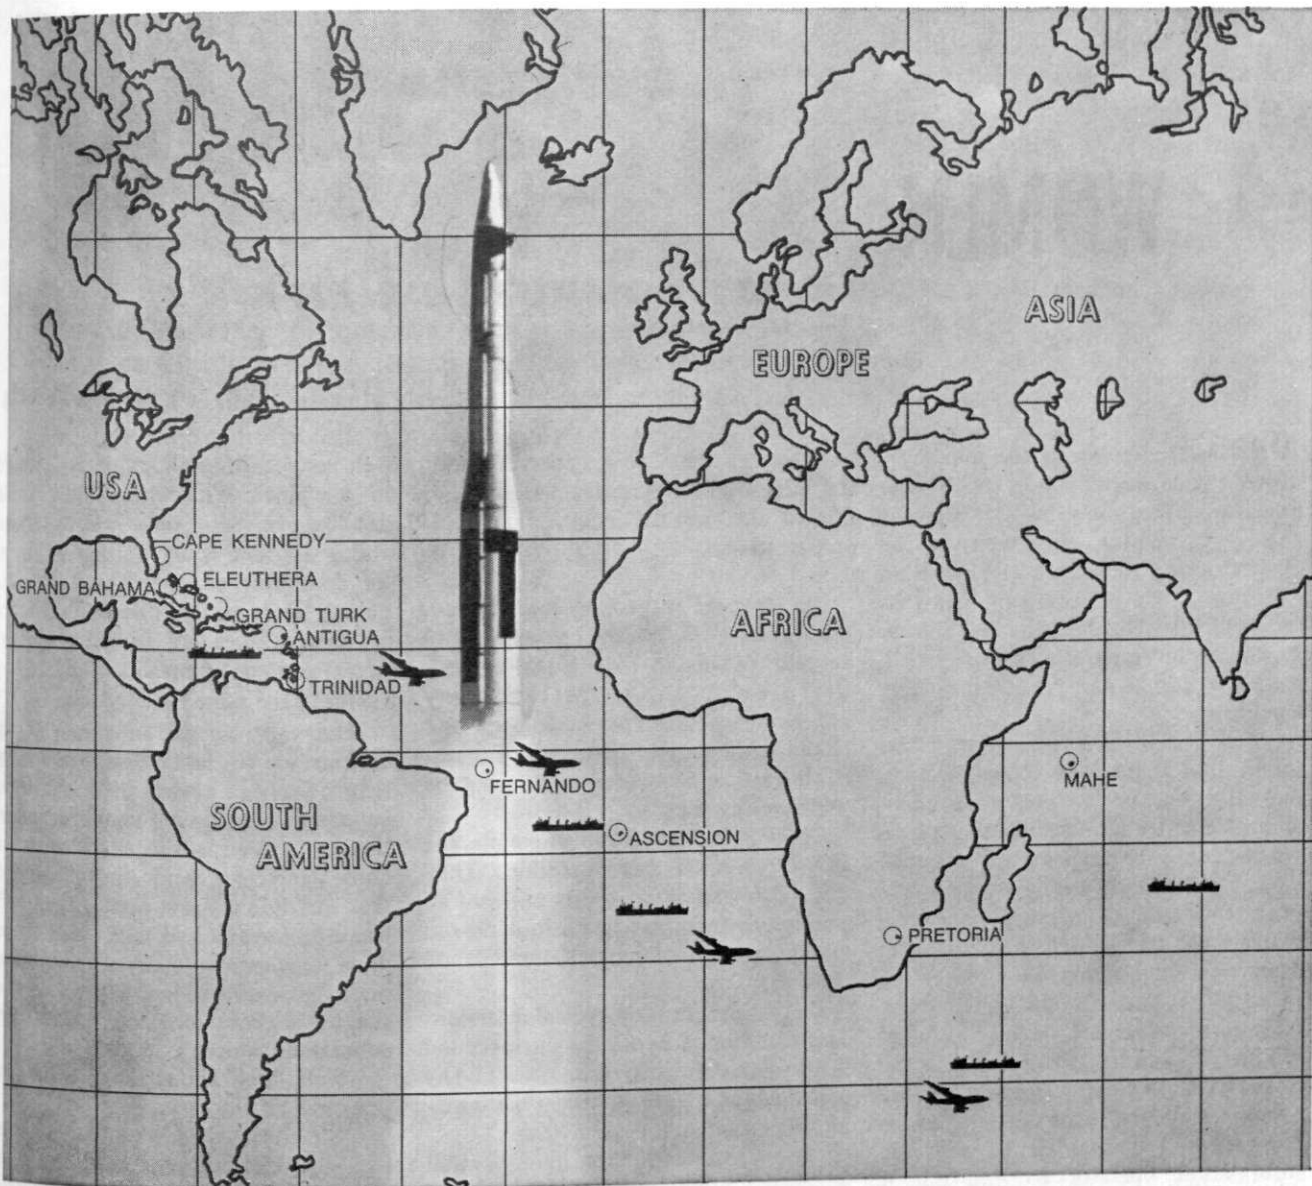 ASIA
EUROPE
USA
CAPE KENNEDY
GRAND BAHAMA
ELEUTHERA
GRAND TURK
ANTIGUA
TRINIDAD
AFRICA
FERNANDO
MAHE
SOUTH
AMERICA
ASCENSION
PRETORIA